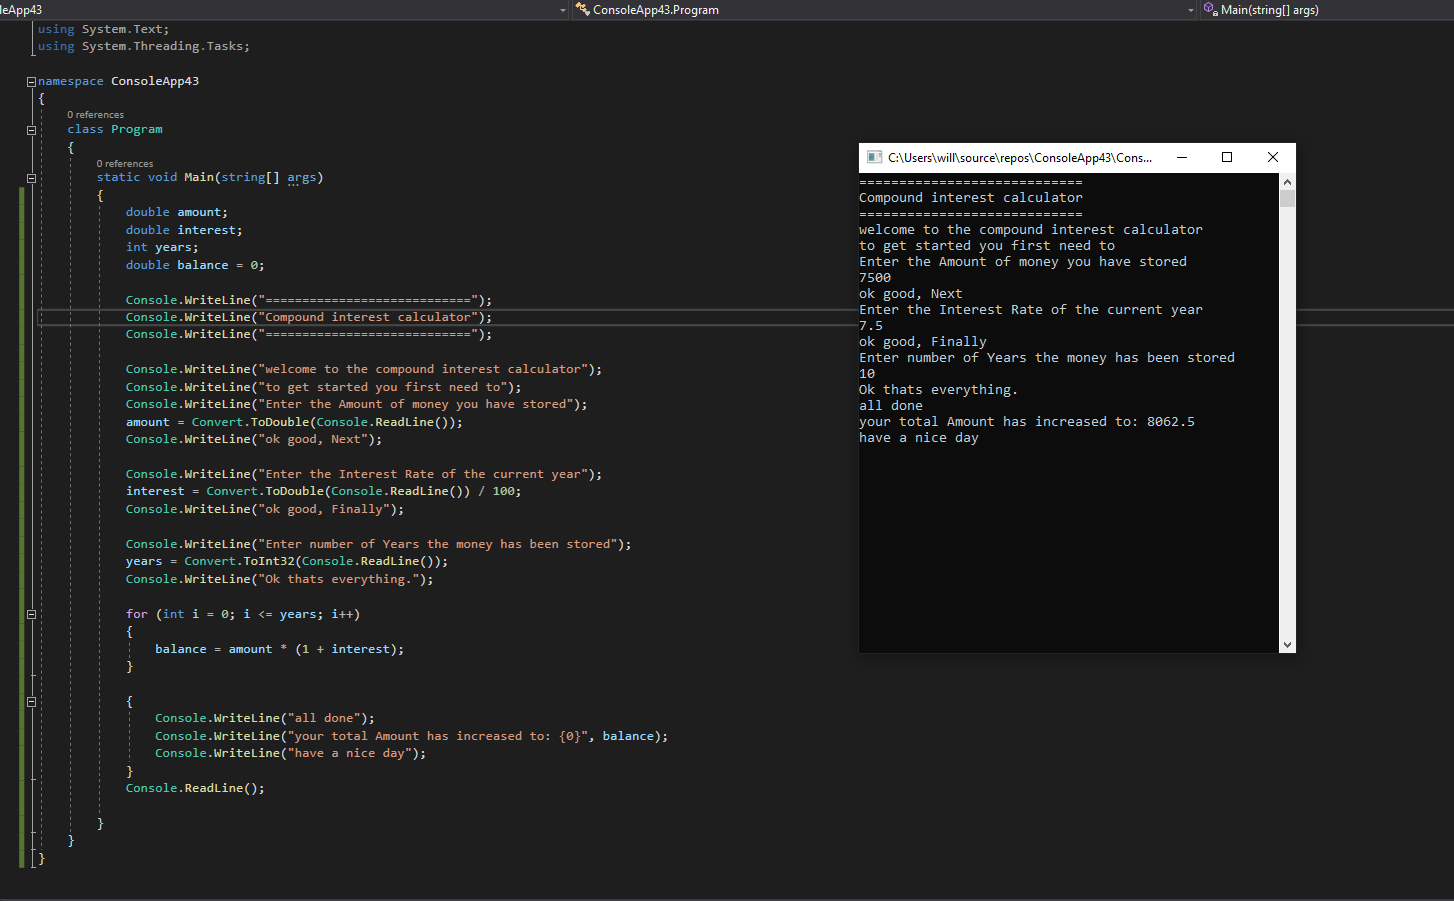 leApp43 ConsoleApp43.Program Main(string[] args)
using System.Text;
using System.Threading.Tasks;
namespace ConsoleApp43
{
0 references
class Program
{
0 references
static void Main(string[] args)
{
double amount;
double interest;
int years;
double balance = 0;
Console.WriteLine("============================");
Console.WriteLine("Compound interest calculator");
Console.WriteLine("============================");
Console.WriteLine("welcome to the compound interest calculator");
Console.WriteLine("to get started you first need to");
Console.WriteLine("Enter the Amount of money you have stored");
amount = Convert.ToDouble(Console.ReadLine());
Console.WriteLine("ok good, Next");
Console.WriteLine("Enter the Interest Rate of the current year");
interest = Convert.ToDouble(Console.ReadLine()) / 100;
Console.WriteLine("ok good, Finally");
Console.WriteLine("Enter number of Years the money has been stored");
years = Convert.ToInt32(Console.ReadLine());
Console.WriteLine("Ok thats everything.");
for (int i = 0; i <= years; i++)
{
balance = amount * (1 + interest);
}
{
Console.WriteLine("all done");
Console.WriteLine("your total Amount has increased to: {0}", balance);
Console.WriteLine("have a nice day");
}
Console.ReadLine();
}
}
}
C:\Users\will\source\repos\ConsoleApp43\Cons...
============================
Compound interest calculator
============================
welcome to the compound interest calculator
to get started you first need to
Enter the Amount of money you have stored
7500
ok good, Next
Enter the Interest Rate of the current year
7.5
ok good, Finally
Enter number of Years the money has been stored
10
Ok thats everything.
all done
your total Amount has increased to: 8062.5
have a nice day